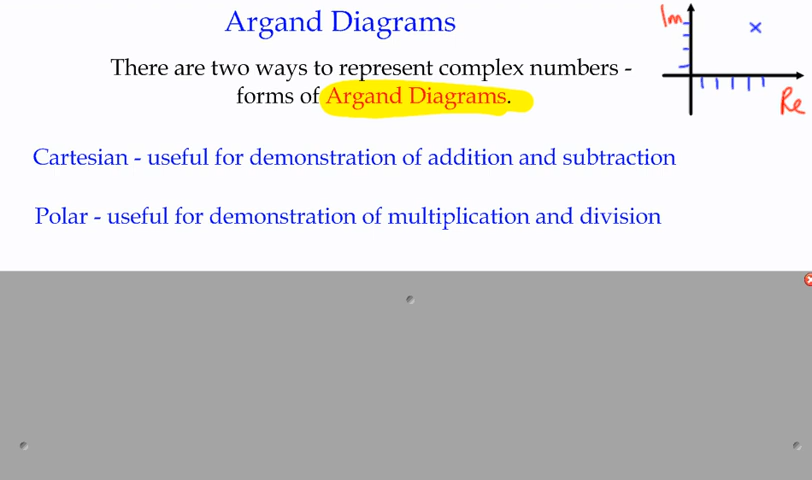 Argand Diagrams
Im
There are two ways to represent complex numbers -
forms of Argand Diagrams.
Re
Cartesian - useful for demonstration of addition and subtraction
Polar - useful for demonstration of multiplication and division